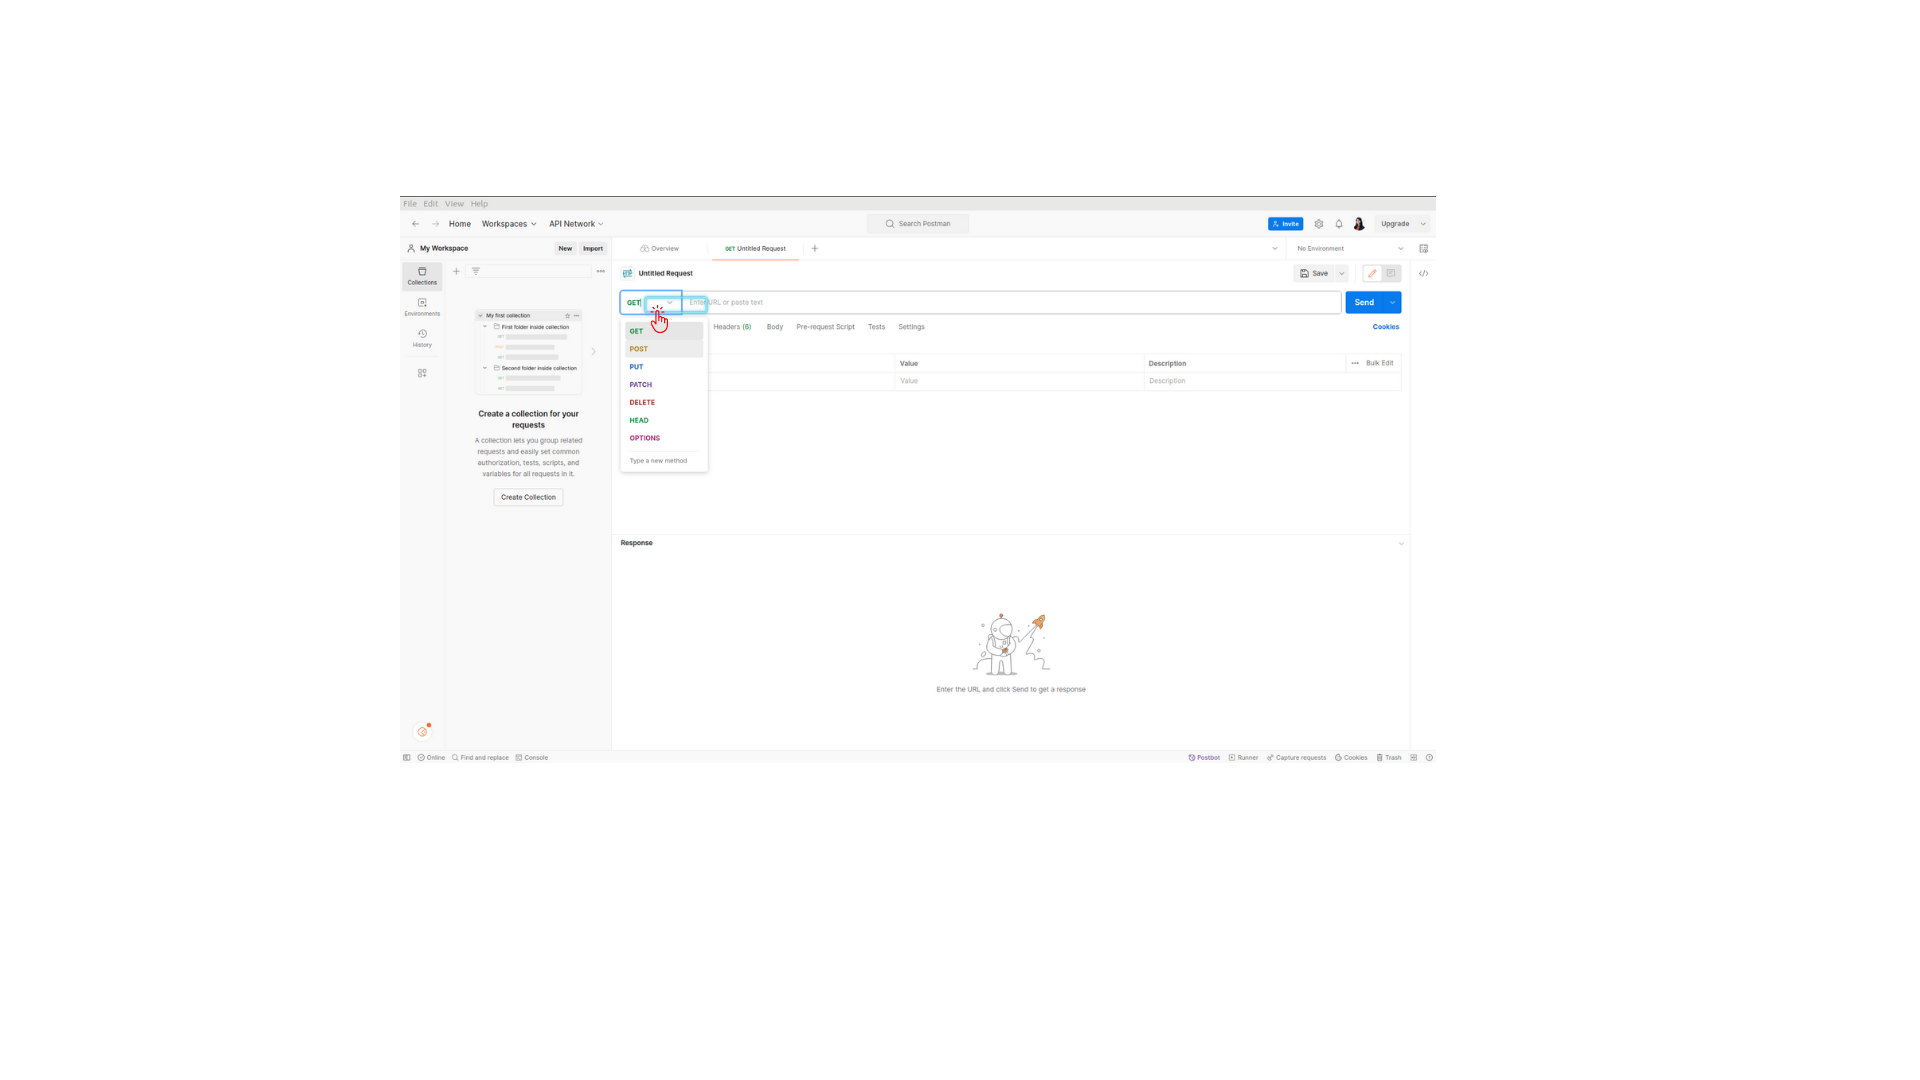 File Edit View Help
Home Workspaces API Network Search Postman Invite Upgrade
My Workspace New Import Overview GET Untitled Request No Environment
Collections
Untitled Request Save
Environments
History
GET Enter URL or paste text Send
Headers (6) Body Pre-request Script Tests Settings Cookies
GET
POST
PUT
PATCH
DELETE
HEAD
OPTIONS
Type a new method
Value Description Bulk Edit
Value Description
My first collection
First folder inside collection
Second folder inside collection
Create a collection for your
requests
A collection lets you group related
requests and easily set common
authorization, tests, scripts, and
variables for all requests in it.
Create Collection
Response
Enter the URL and click Send to get a response
Online Find and replace Console Postbot Runner Capture requests Cookies Trash